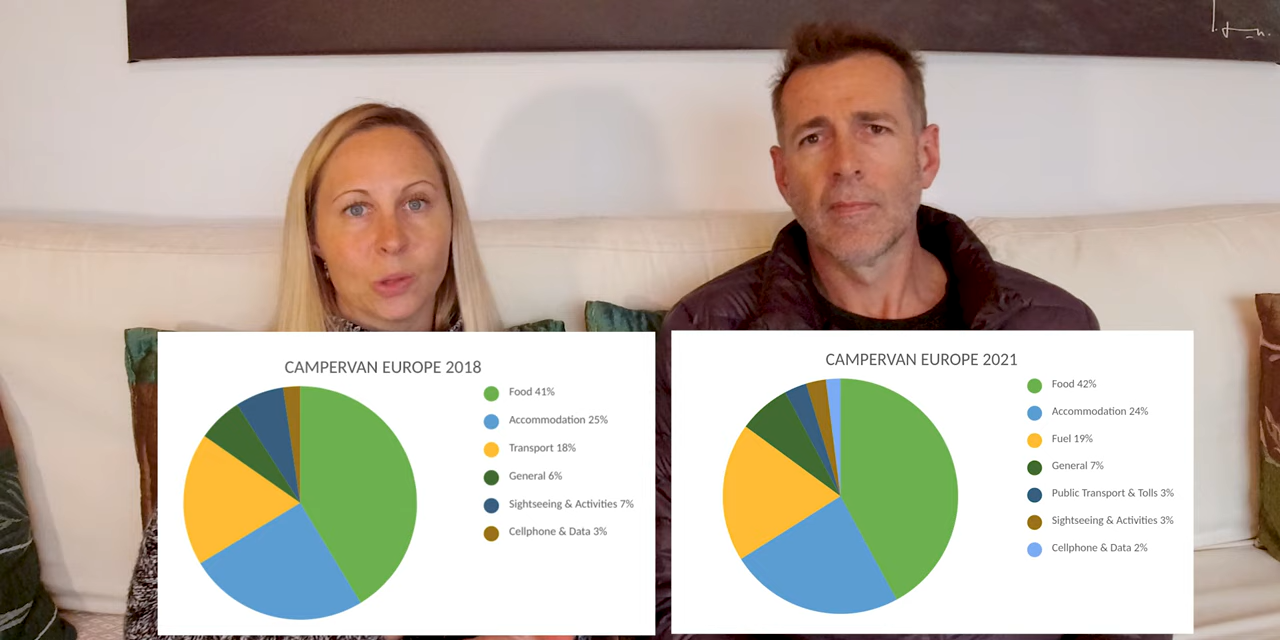 CAMPERVAN EUROPE 2018
Food 41%
Accommodation 25%
Transport 18%
General 6%
Sightseeing & Activities 7%
Cellphone & Data 3%
CAMPERVAN EUROPE 2021
Food 42%
Accommodation 24%
Fuel 19%
General 7%
Public Transport & Tolls 3%
Sightseeing & Activities 3%
Cellphone & Data 2%